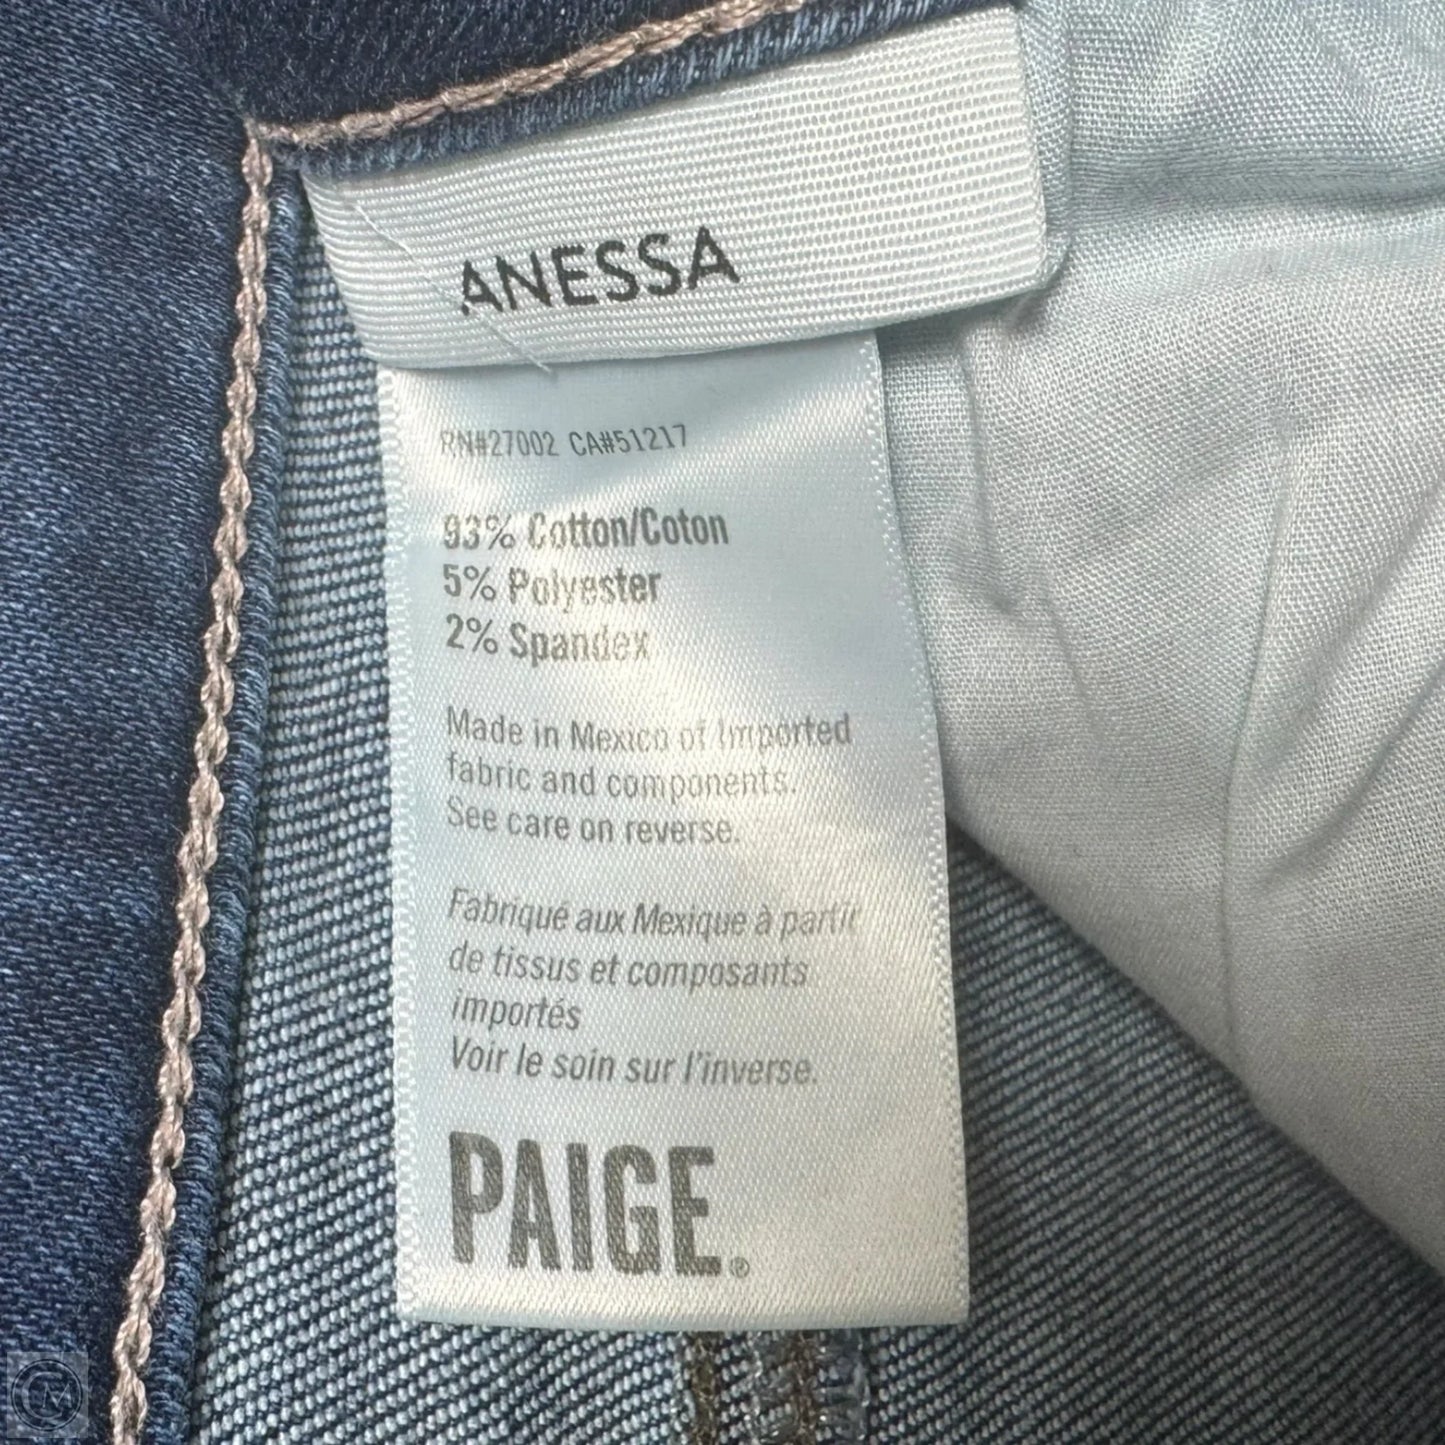 ANESSA
RN#27002 CA#51217
93% Cotton/Coton
5% Polyester
2% Spandex
Made in Mexico of Imported
fabric and components.
See care on reverse.
Fabriqué aux Mexique à partir
de tissus et composants
importés
Voir le soin sur l'inverse.
PAIGE®